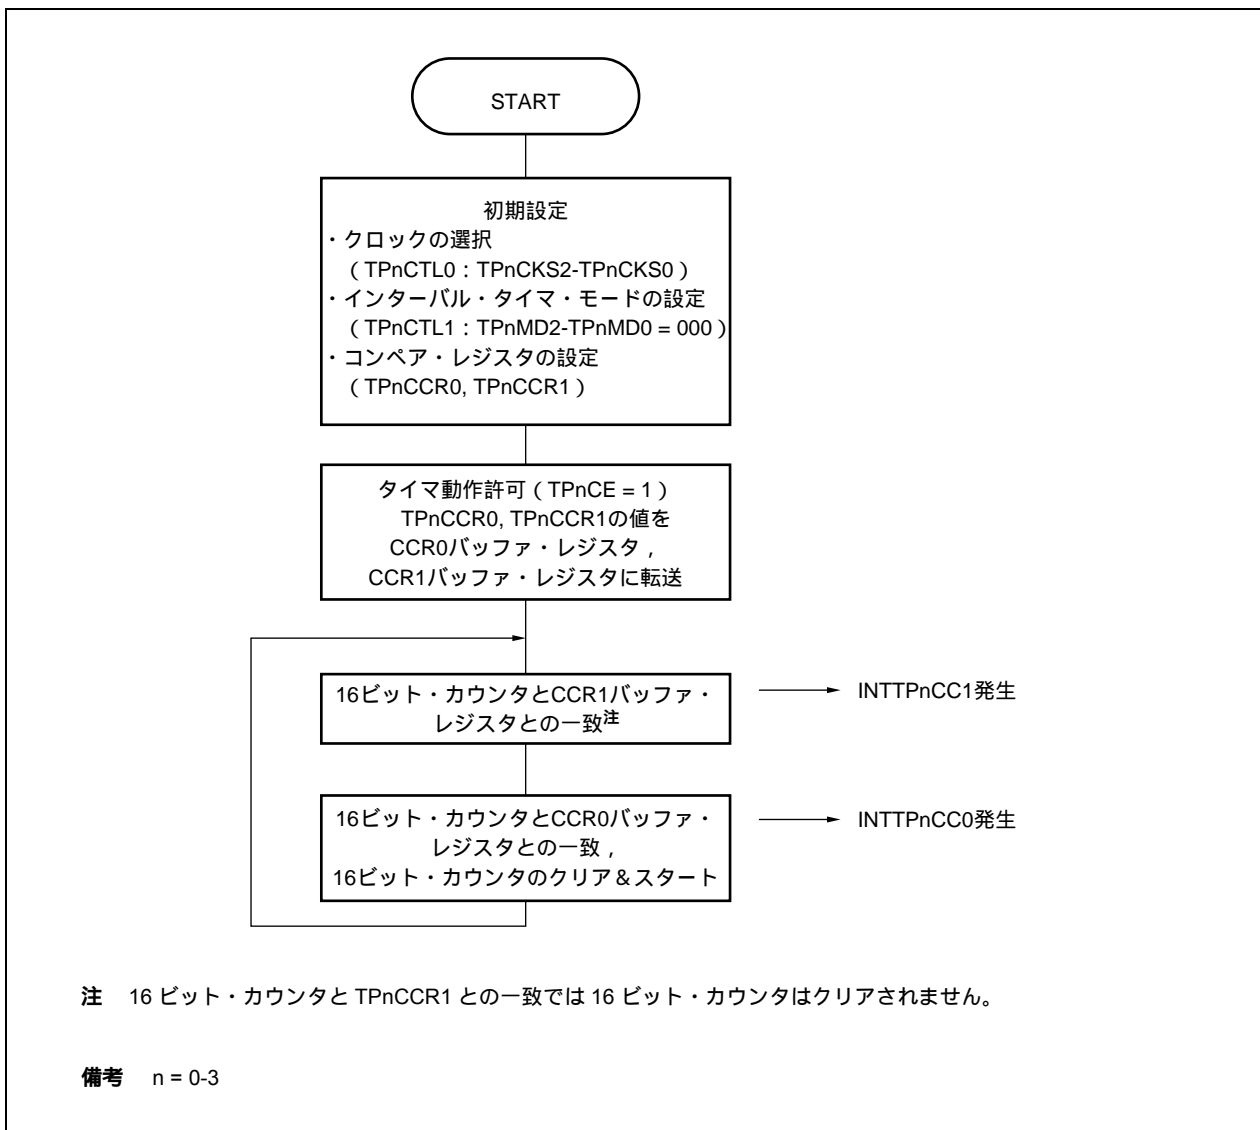 START
初期設定
・クロックの選択
（TPnCTL0：TPnCKS2-TPnCKS0）
・インターバル・タイマ・モードの設定
（TPnCTL1：TPnMD2-TPnMD0 = 000）
・コンペア・レジスタの設定
（TPnCCR0, TPnCCR1）
タイマ動作許可（TPnCE = 1）
TPnCCR0, TPnCCR1の値を
CCR0バッファ・レジスタ，
CCR1バッファ・レジスタに転送
16ビット・カウンタとCCR1バッファ・
レジスタとの一致注
INTTPnCC1発生
16ビット・カウンタとCCR0バッファ・
レジスタとの一致，
16ビット・カウンタのクリア＆スタート
INTTPnCC0発生
注 16 ビット・カウンタと TPnCCR1 との一致では 16 ビット・カウンタはクリアされません。
備考 n = 0-3